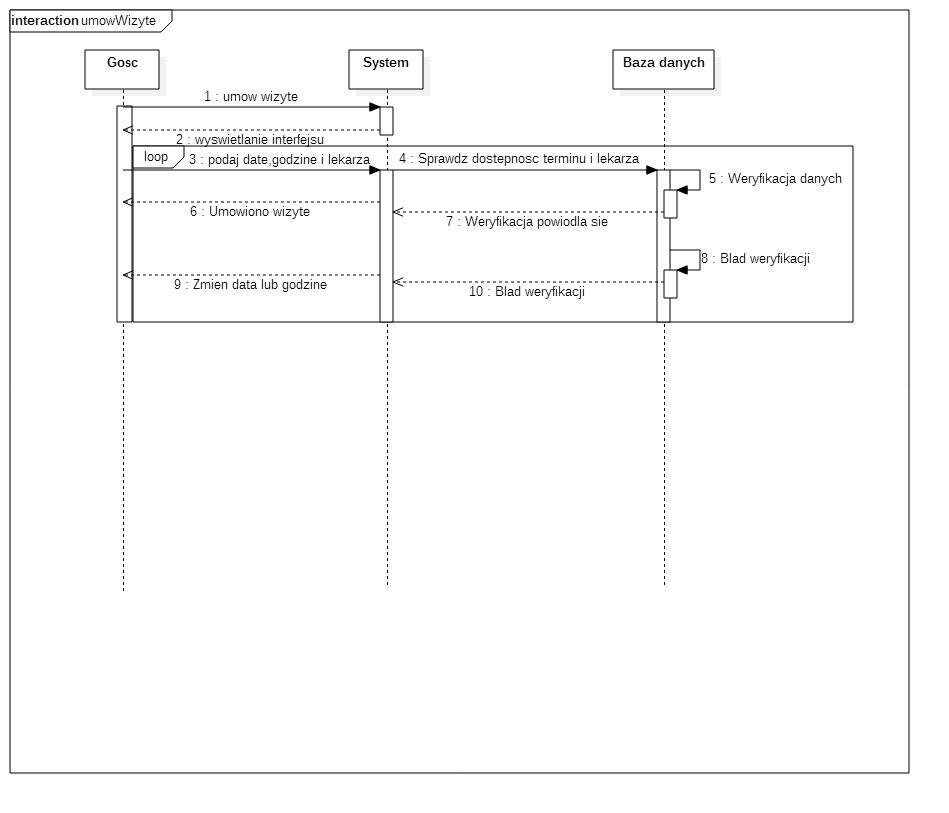 interaction umowWizyte
Gosc
System
Baza danych
1 : umow wizyte
2 : wyswietlanie interfejsu
loop
3 : podaj date,godzine i lekarza
4 : Sprawdz dostepnosc terminu i lekarza
5 : Weryfikacja danych
6 : Umowiono wizyte
7 : Weryfikacja powiodla sie
8 : Blad weryfikacji
9 : Zmien data lub godzine
10 : Blad weryfikacji